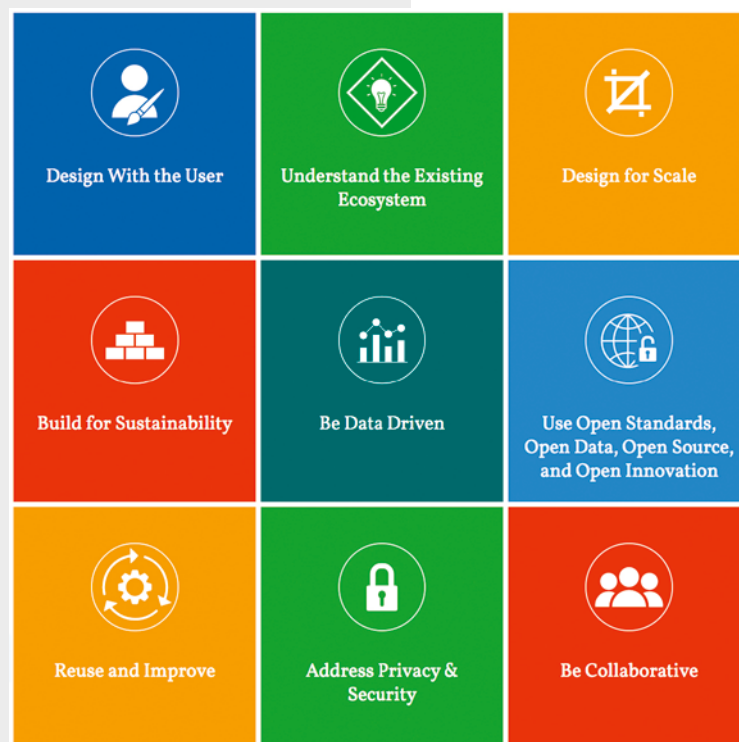 Design With the User
Understand the Existing
Ecosystem
Design for Scale
Build for Sustainability
Be Data Driven
Use Open Standards,
Open Data, Open Source,
and Open Innovation
Reuse and Improve
Address Privacy &
Security
Be Collaborative